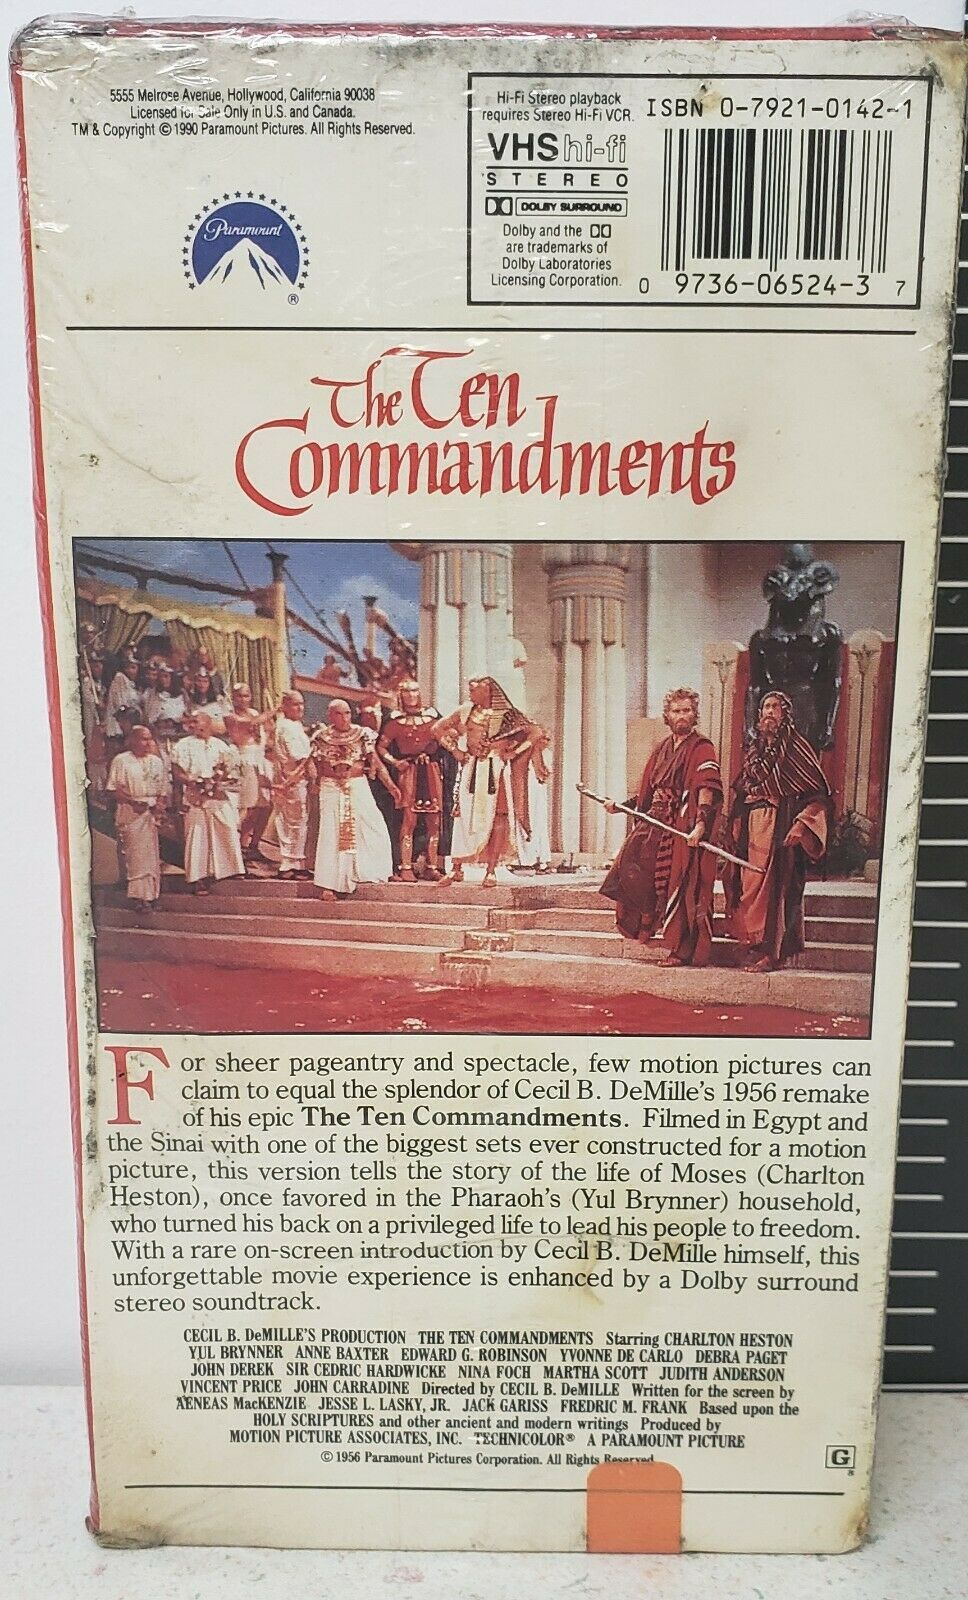 5555 Melrose Avenue, Hollywood, California 90038
Licensed for Sale Only in U.S. and Canada.
TM & Copyright © 1990 Paramount Pictures. All Rights Reserved.
Paramount
®
Hi-Fi Stereo playback
requires Stereo Hi-Fi VCR.
VHS hi-fi
STEREO
DOLBY SURROUND
Dolby and the
are trademarks of
Dolby Laboratories
Licensing Corporation.
ISBN 0-7921-0142-1
0 9736-06524-3 7
The Ten
Commandments
For sheer pageantry and spectacle, few motion pictures can
claim to equal the splendor of Cecil B. DeMille's 1956 remake
of his epic The Ten Commandments. Filmed in Egypt and
the Sinai with one of the biggest sets ever constructed for a motion
picture, this version tells the story of the life of Moses (Charlton
Heston), once favored in the Pharaoh's (Yul Brynner) household,
who turned his back on a privileged life to lead his people to freedom.
With a rare on-screen introduction by Cecil B. DeMille himself, this
unforgettable movie experience is enhanced by a Dolby surround
stereo soundtrack.
CECIL B. DeMILLE'S PRODUCTION THE TEN COMMANDMENTS Starring CHARLTON HESTON
YUL BRYNNER ANNE BAXTER EDWARD G. ROBINSON YVONNE DE CARLO DEBRA PAGET
JOHN DEREK SIR CEDRIC HARDWICKE NINA FOCH MARTHA SCOTT JUDITH ANDERSON
VINCENT PRICE JOHN CARRADINE Directed by CECIL B. DeMILLE Written for the screen by
AENEAS MacKENZIE JESSE L. LASKY, JR. JACK GARISS FREDRIC M. FRANK Based upon the
HOLY SCRIPTURES and other ancient and modern writings Produced by
MOTION PICTURE ASSOCIATES, INC. TECHNICOLOR® A PARAMOUNT PICTURE
© 1956 Paramount Pictures Corporation. All Rights Reserved
G
®